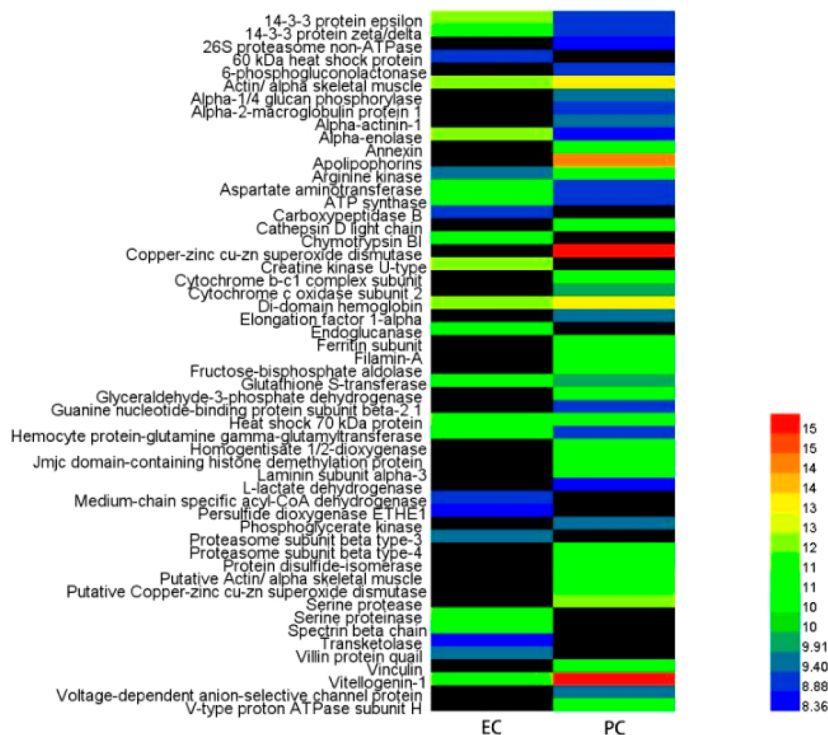 14-3-3 protein epsilon
14-3-3 protein zeta/delta
26S proteasome non-ATPase
60 kDa heat shock protein
6-phosphogluconolactonase
Actin/ alpha skeletal muscle
Alpha-1/4 glucan phosphorylase
Alpha-2-macroglobulin protein 1
Alpha-actinin-1
Alpha-enolase
Annexin
Apolipophorins
Arginine kinase
Aspartate aminotransferase
ATP synthase
Carboxypeptidase B
Cathepsin D light chain
Chymotrypsin BI
Copper-zinc cu-zn superoxide dismutase
Creatine kinase U-type
Cytochrome b-c1 complex subunit
Cytochrome c oxidase subunit 2
Di-domain hemoglobin
Elongation factor 1-alpha
Endoglucanase
Ferritin subunit
Filamin-A
Fructose-bisphosphate aldolase
Glutathione S-transferase
Glyceraldehyde-3-phosphate dehydrogenase
Guanine nucleotide-binding protein subunit beta-2 1
Heat shock 70 kDa protein
Hemocyte protein-glutamine gamma-glutamyltransferase
Homogentisate 1/2-dioxygenase
Jmjc domain-containing histone demethylation protein
Laminin subunit alpha-3
L-lactate dehydrogenase
Medium-chain specific acyl-CoA dehydrogenase
Persulfide dioxygenase ETHE1
Phosphoglycerate kinase
Proteasome subunit beta type-3
Proteasome subunit beta type-4
Protein disulfide-isomerase
Putative Actin/ alpha skeletal muscle
Putative Copper-zinc cu-zn superoxide dismutase
Serine protease
Serine proteinase
Spectrin beta chain
Transketolase
Villin protein quail
Vinculin
Vitellogenin-1
Voltage-dependent anion-selective channel protein
V-type proton ATPase subunit H
EC PC
15
15
14
14
13
13
12
11
11
10
10
9.91
9.40
8.88
8.36